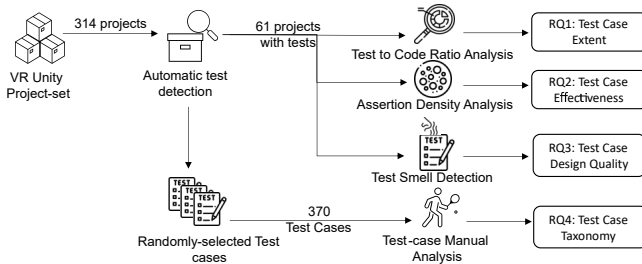 314 projects
VR Unity
Project-set
Automatic test
detection
61 projects
with tests
Test to Code Ratio Analysis
RQ1: Test Case
Extent
Assertion Density Analysis
RQ2: Test Case
Effectiveness
TEST
Test Smell Detection
RQ3: Test Case
Design Quality
TEST
TEST
TEST
Randomly-selected Test
cases
370
Test Cases
Test-case Manual
Analysis
RQ4: Test Case
Taxonomy